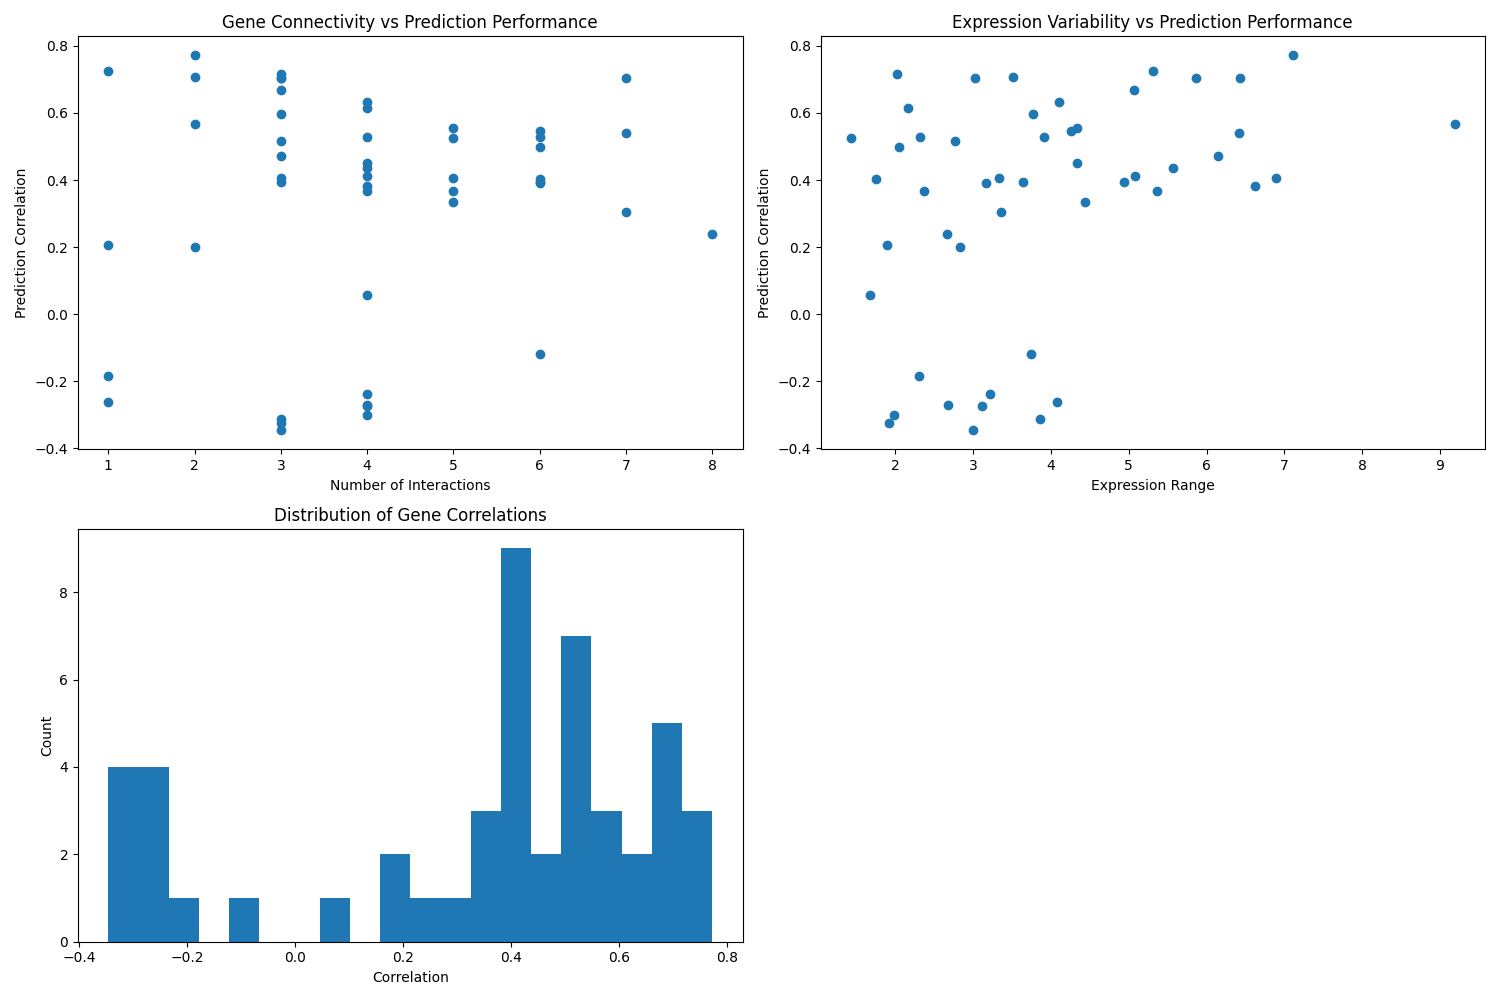 Gene Connectivity vs Prediction Performance
0.8
0.6
0.4
0.2
0.0
−0.2
−0.4
Prediction Correlation
1 2 3 4 5 6 7 8
Number of Interactions
Expression Variability vs Prediction Performance
0.8
0.6
0.4
0.2
0.0
−0.2
−0.4
Prediction Correlation
2 3 4 5 6 7 8 9
Expression Range
Distribution of Gene Correlations
8
6
4
2
0
Count
−0.4 −0.2 0.0 0.2 0.4 0.6 0.8
Correlation